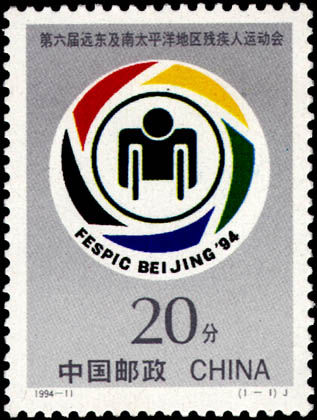 第六届远东及南太平洋地区残疾人运动会
FESPIC BEIJING '94
20分
中国邮政 CHINA
1994-11 (1-1)J